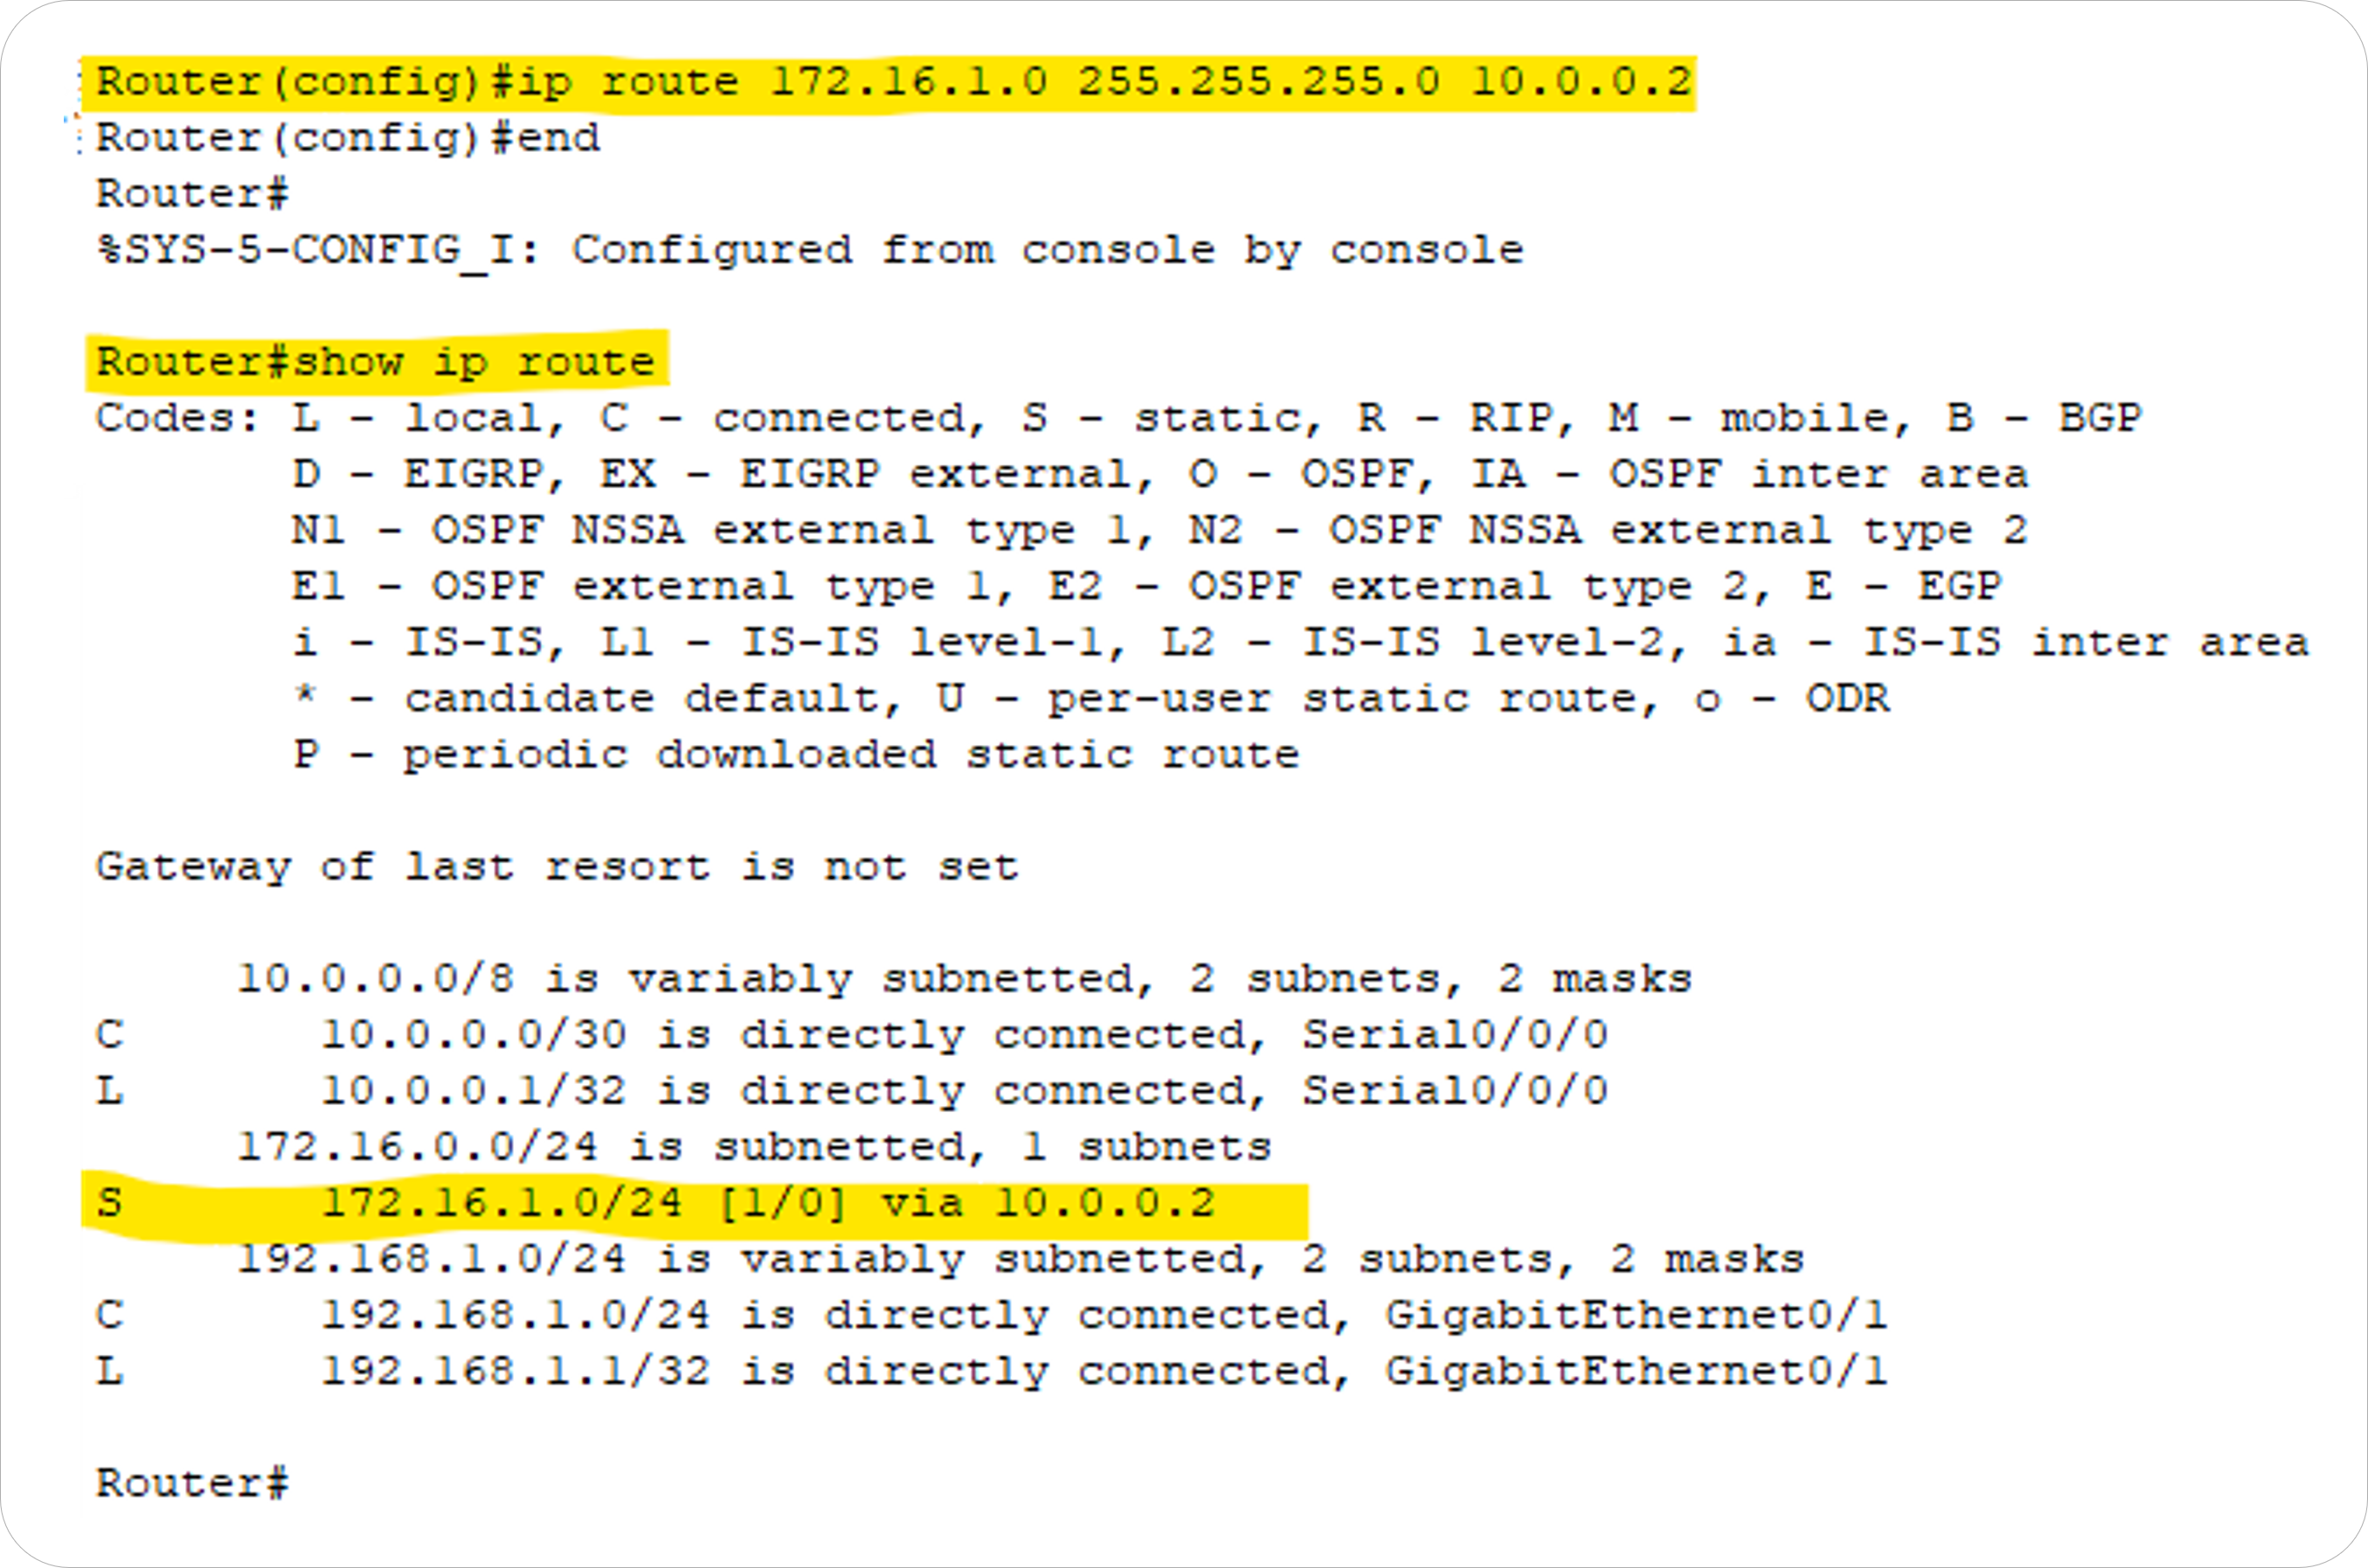 Router(config)#ip route 172.16.1.0 255.255.255.0 10.0.0.2
Router(config)#end
Router#
%SYS-5-CONFIG_I: Configured from console by console
Router#show ip route
Codes: L - local, C - connected, S - static, R - RIP, M - mobile, B - BGP
       D - EIGRP, EX - EIGRP external, O - OSPF, IA - OSPF inter area
       N1 - OSPF NSSA external type 1, N2 - OSPF NSSA external type 2
       E1 - OSPF external type 1, E2 - OSPF external type 2, E - EGP
       i - IS-IS, L1 - IS-IS level-1, L2 - IS-IS level-2, ia - IS-IS inter area
       * - candidate default, U - per-user static route, o - ODR
       P - periodic downloaded static route
Gateway of last resort is not set
     10.0.0.0/8 is variably subnetted, 2 subnets, 2 masks
C       10.0.0.0/30 is directly connected, Serial0/0/0
L       10.0.0.1/32 is directly connected, Serial0/0/0
     172.16.0.0/24 is subnetted, 1 subnets
S       172.16.1.0/24 [1/0] via 10.0.0.2
     192.168.1.0/24 is variably subnetted, 2 subnets, 2 masks
C       192.168.1.0/24 is directly connected, GigabitEthernet0/1
L       192.168.1.1/32 is directly connected, GigabitEthernet0/1
Router#